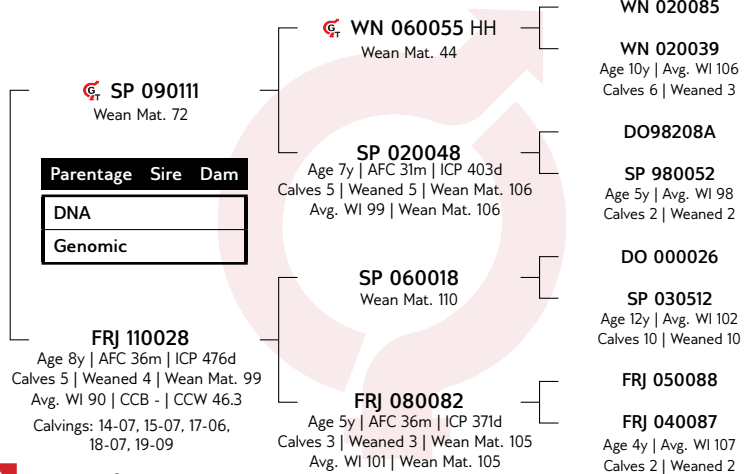 WN 020085
WN 060055 HH
Wean Mat. 44
WN 020039
Age 10y | Avg. WI 106
Calves 6 | Weaned 3
SP 090111
Wean Mat. 72
DO98208A
SP 020048
Age 7y | AFC 31m | ICP 403d
Calves 5 | Weaned 5 | Wean Mat. 106
Avg. WI 99 | Wean Mat. 106
SP 980052
Age 5y | Avg. WI 98
Calves 2 | Weaned 2
Parentage Sire Dam
DNA
Genomic
DO 000026
SP 060018
Wean Mat. 110
SP 030512
Age 12y | Avg. WI 102
Calves 10 | Weaned 10
FRJ 110028
Age 8y | AFC 36m | ICP 476d
Calves 5 | Weaned 4 | Wean Mat. 99
Avg. WI 90 | CCB - | CCW 46.3
Calvings: 14-07, 15-07, 17-06,
18-07, 19-09
FRJ 050088
FRJ 080082
Age 5y | AFC 36m | ICP 371d
Calves 3 | Weaned 3 | Wean Mat. 105
Avg. WI 101 | Wean Mat. 105
FRJ 040087
Age 4y | Avg. WI 107
Calves 2 | Weaned 2